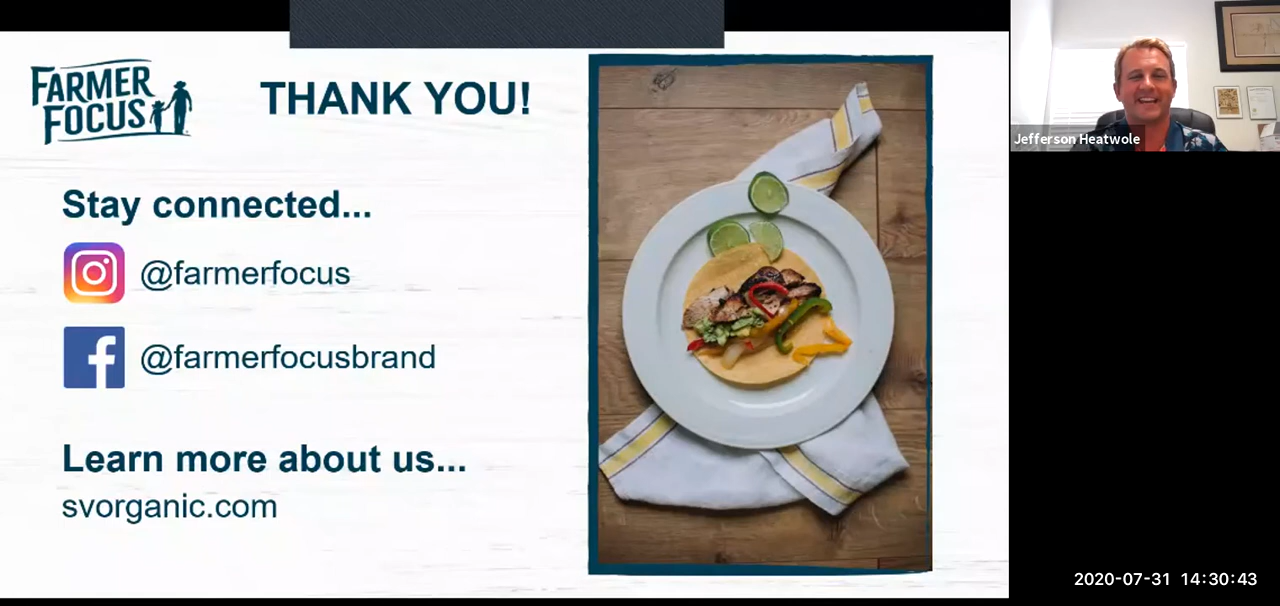 FARMER
FOCUS
THANK YOU!
Stay connected...
@farmerfocus
@farmerfocusbrand
Learn more about us...
svorganic.com
Jefferson Heatwole
2020-07-31 14:30:43